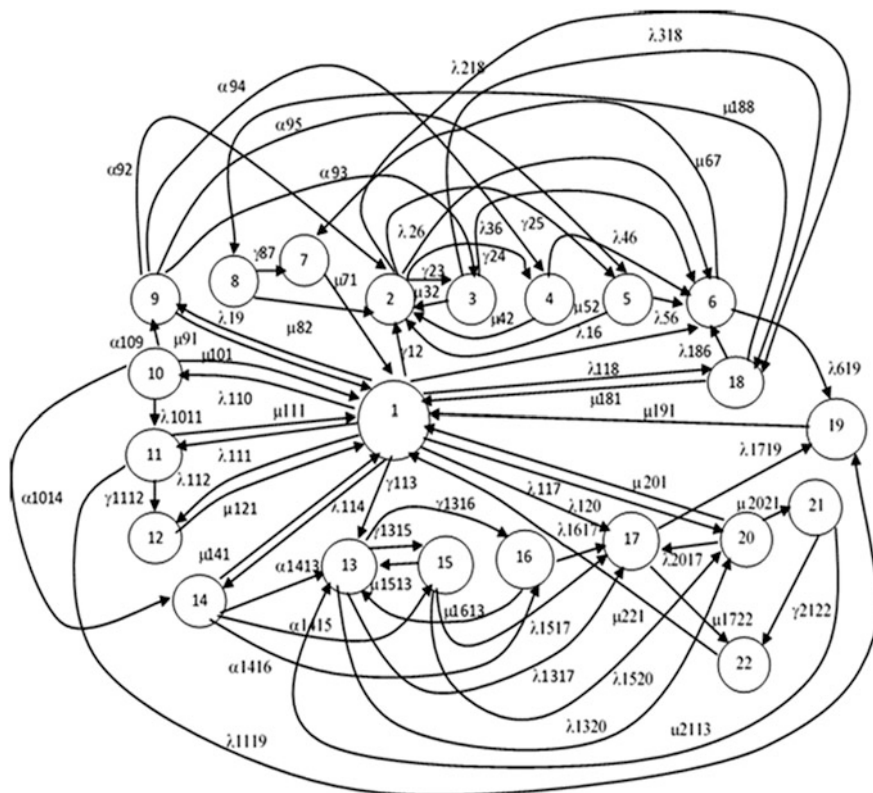 λ318
λ218
α94
μ188
α95
α92
μ67
α93
λ26
λ36
γ25
λ46
γ87
7
γ24
8
γ23
μ71
μ32
9
2
3
4
5
6
μ52
λ19
μ42
λ56
μ82
λ16
μ91
α109
γ12
λ186
μ101
λ619
10
λ118
18
λ110
μ181
λ1011
μ111
1
μ191
19
11
λ111
λ1719
λ112
γ113
λ117
μ201
γ1112
μ121
λ114
γ1316
λ120
μ2021
21
α1014
γ1315
λ1617
12
16
17
20
μ141
α1413
13
15
λ2017
μ1513
14
μ1613
μ221
μ1722
γ2122
α1415
λ1517
22
α1416
λ1317
λ1520
λ1320
μ2113
λ1119